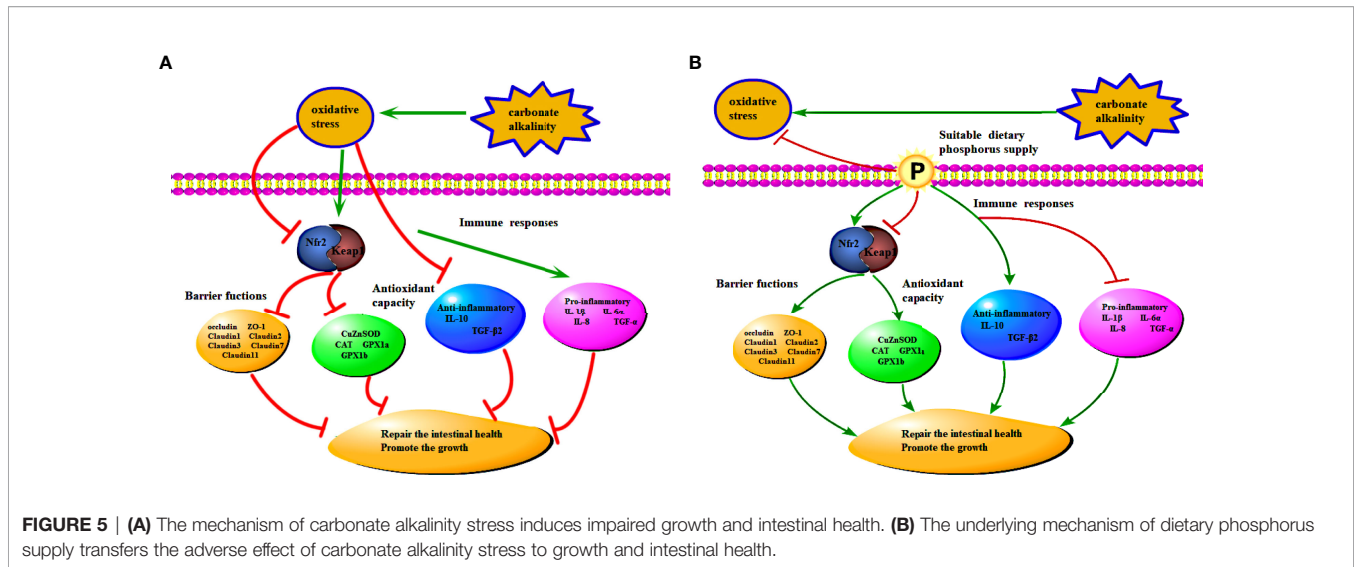 A
oxidative
stress
carbonate
alkalinity
Immune responses
Nfr2
Keap1
Barrier fuctions
Antioxidant
capacity
occludin ZO-1
Claudin1 Claudin2
Claudin3 Claudin7
Claudin11
CuZnSOD
CAT GPX1a
GPX1b
Anti-inflammatory
IL-10
TGF-β2
Pro-inflammatory
IL-1β IL-6α
IL-8 TGF-α
Repair the intestinal health
Promote the growth
B
oxidative
stress
carbonate
alkalinity
Suitable dietary
phosphorus supply
P
Immune responses
Nfr2
Keap1
Barrier fuctions
Antioxidant
capacity
occludin ZO-1
Claudin1 Claudin2
Claudin3 Claudin7
Claudin11
CuZnSOD
CAT
GPX1b
Anti-inflammatory
IL-10
TGF-β2
Pro-inflammatory
IL-1β IL-6α
IL-8 TGF-α
Repair the intestinal health
Promote the growth
FIGURE 5 | (A) The mechanism of carbonate alkalinity stress induces impaired growth and intestinal health. (B) The underlying mechanism of dietary phosphorus
supply transfers the adverse effect of carbonate alkalinity stress to growth and intestinal health.